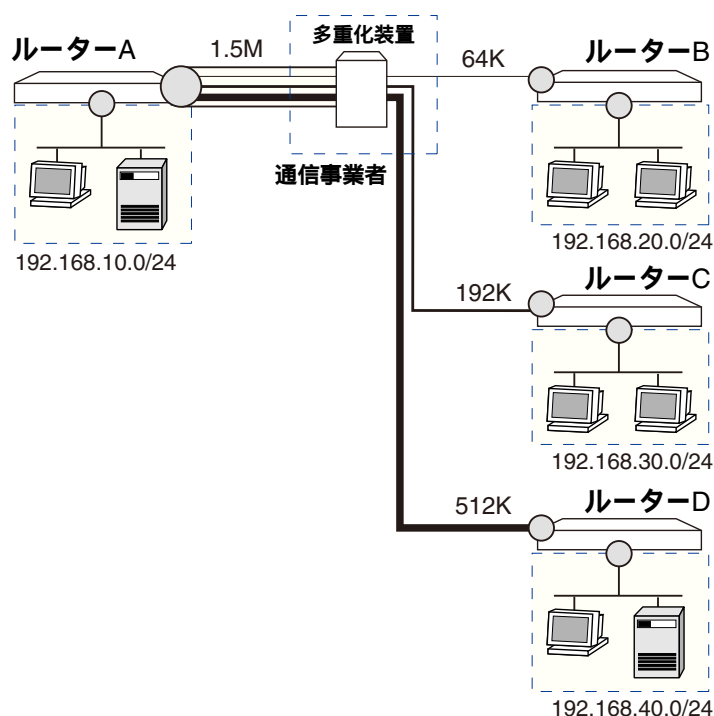 多重化装置
ルーターA
1.5M
64K
ルーターB
通信事業者
192.168.10.0/24
192.168.20.0/24
ルーターC
192K
192.168.30.0/24
ルーターD
512K
192.168.40.0/24